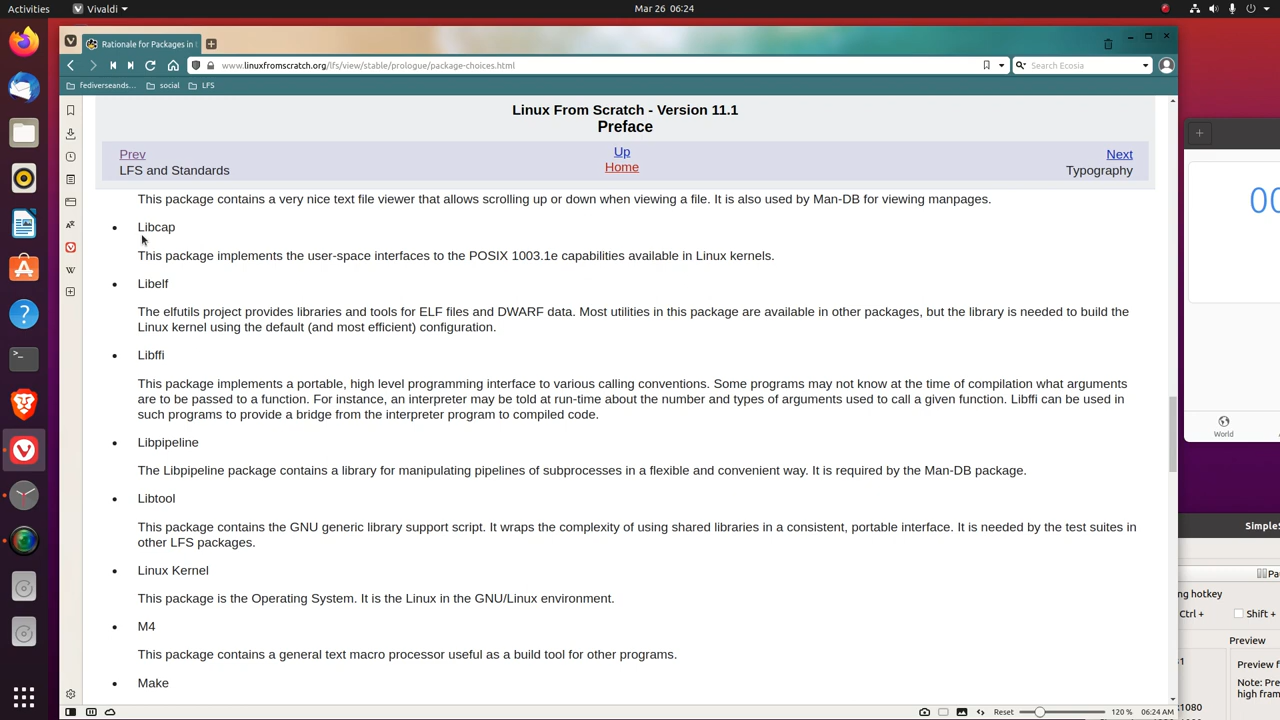 Activities
Vivaldi
Mar 26 06:24
Rationale for Packages in
www.linuxfromscratch.org/lfs/view/stable/prologue/package-choices.html
Search Ecosia
fediverseands...
social
LFS
Linux From Scratch - Version 11.1
Preface
Prev
Up
Next
LFS and Standards
Home
Typography
This package contains a very nice text file viewer that allows scrolling up or down when viewing a file. It is also used by Man-DB for viewing manpages.
Libcap
This package implements the user-space interfaces to the POSIX 1003.1e capabilities available in Linux kernels.
Libelf
The elfutils project provides libraries and tools for ELF files and DWARF data. Most utilities in this package are available in other packages, but the library is needed to build the
Linux kernel using the default (and most efficient) configuration.
Libffi
This package implements a portable, high level programming interface to various calling conventions. Some programs may not know at the time of compilation what arguments
are to be passed to a function. For instance, an interpreter may be told at run-time about the number and types of arguments used to call a given function. Libffi can be used in
such programs to provide a bridge from the interpreter program to compiled code.
Libpipeline
The Libpipeline package contains a library for manipulating pipelines of subprocesses in a flexible and convenient way. It is required by the Man-DB package.
Libtool
This package contains the GNU generic library support script. It wraps the complexity of using shared libraries in a consistent, portable interface. It is needed by the test suites in
other LFS packages.
Linux Kernel
This package is the Operating System. It is the Linux in the GNU/Linux environment.
M4
This package contains a general text macro processor useful as a build tool for other programs.
Make
Reset
120 %
06:24 AM
00
World
SimpleS
Pa
ng hotkey
Ctrl +
Shift +
Preview
Preview f
Note: Pre
high fram
1080